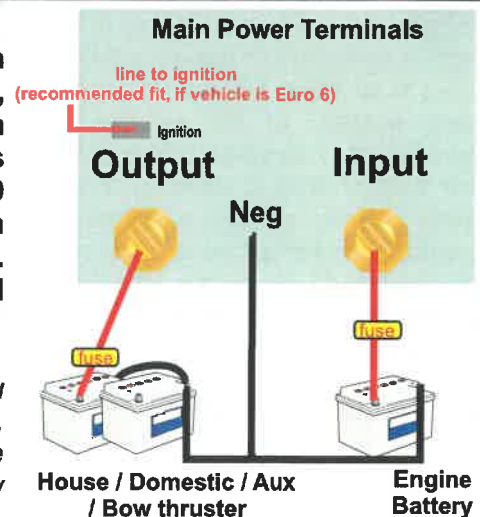 Main Power Terminals
line to ignition
(recommended fit, if vehicle is Euro 6)
Ignition
Output
Input
Neg
fuse
fuse
House / Domestic / Aux
/ Bow thruster
Engine
Battery